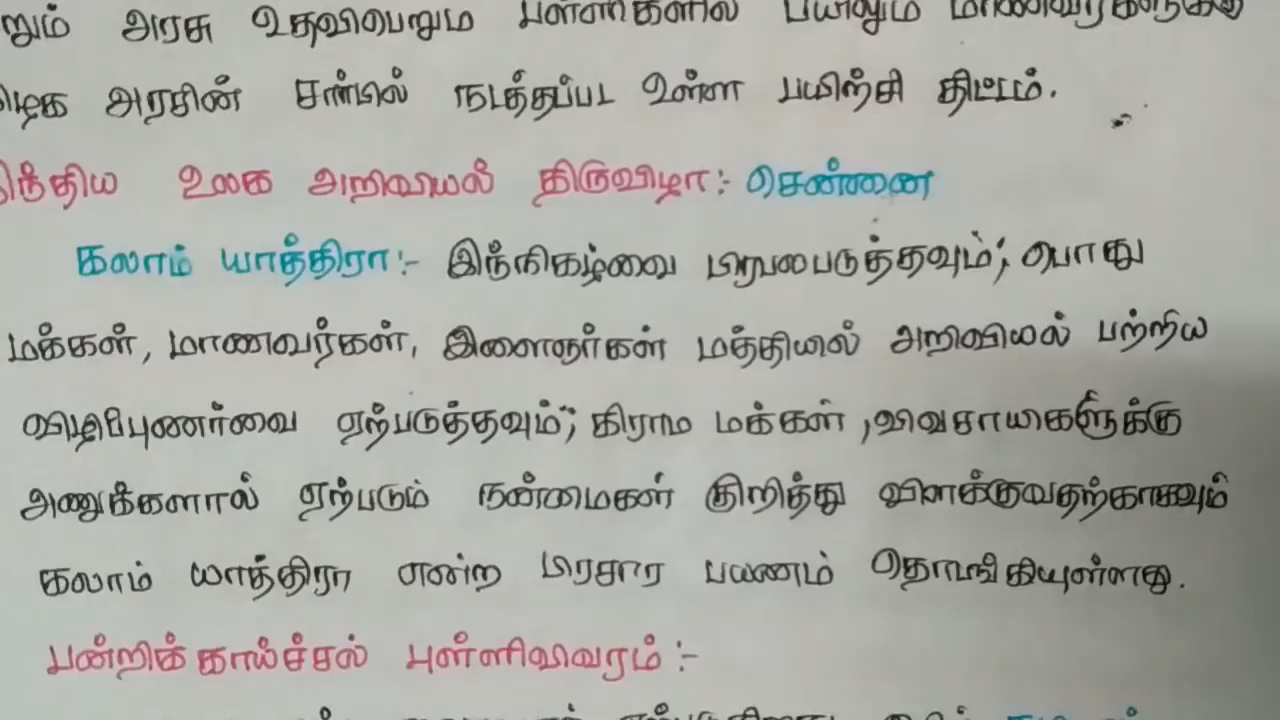 றும் அரசு உதவிபெறும் பள்ளிகளில் பயிலும் மாணவர்களுக்கு
அரசின் சார்பில் நடத்தப்பட உள்ள பயிற்சி திட்டம்.
இந்திய உலக அறிவியல் திருவிழா:- சென்னை
கலாம் யாத்திரா:- இந்நிகழ்வை பிரபலபடுத்தவும்; பொது
மக்கள், மாணவர்கள், இளைஞர்கள் மத்தியில் அறிவியல் பற்றிய
விழிப்புணர்வை ஏற்படுத்தவும்; கிராம மக்கள், விவசாயிகளுக்கு
அணுக்களால் ஏற்படும் நன்மைகள் குறித்து விளக்குவதற்காகவும்
கலாம் யாத்திரா என்ற பிரசார பயணம் தொடங்கியுள்ளது.
பன்றிக்காய்ச்சல் புள்ளிவிவரம்:-